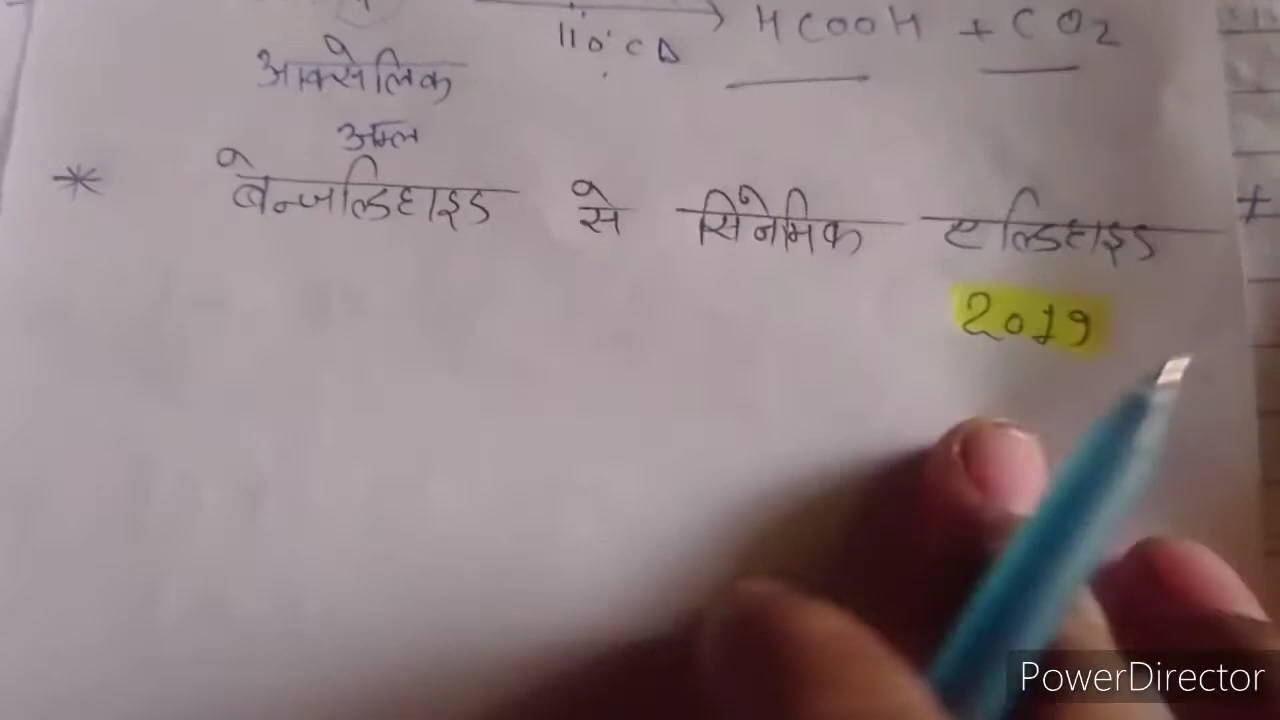 110°C Δ HCOOH + CO2
आक्सेलिक
अम्ल
* बेन्जल्डिहाइड से सिनेमिक एल्डिहाइड
2019
PowerDirector